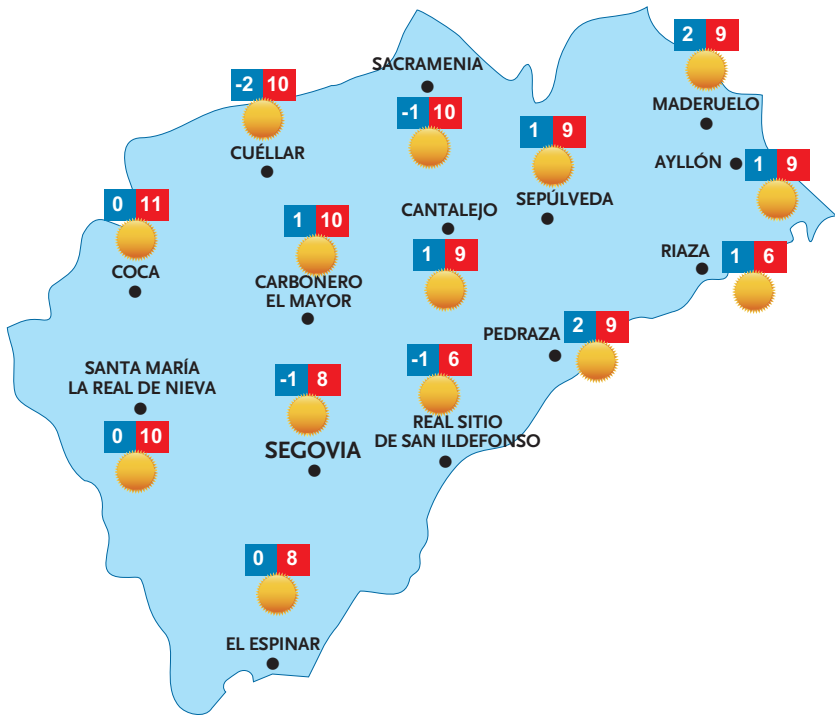 2 9
MADERUELO
SACRAMENIA
-1 10
-2 10
CUÉLLAR
1 9
SEPÚLVEDA
AYLLÓN
1 9
0 11
COCA
1 10
CARBONERO
EL MAYOR
CANTALEJO
1 9
RIAZA
1 6
PEDRAZA
2 9
SANTA MARÍA
LA REAL DE NIEVA
0 10
-1 8
SEGOVIA
-1 6
REAL SITIO
DE SAN ILDEFONSO
0 8
EL ESPINAR